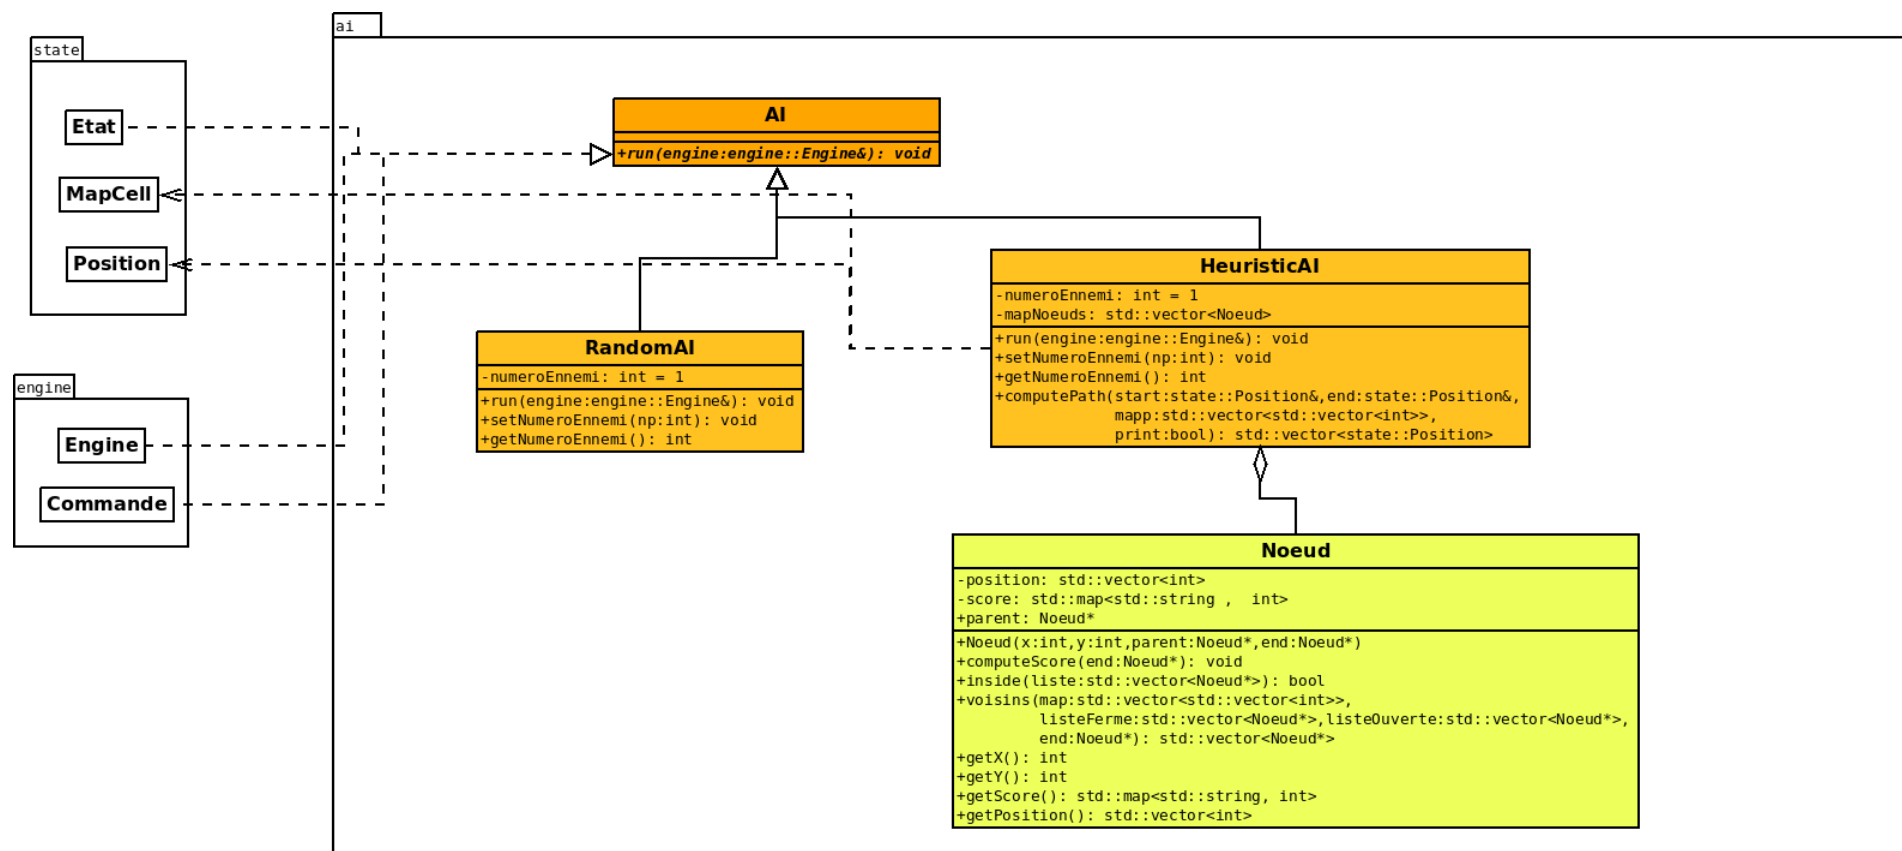 state
Etat
MapCell
Position
engine
Engine
Commande
ai
AI
+run(engine:engine::Engine&): void
RandomAI
-numeroEnnemi: int = 1
+run(engine:engine::Engine&): void
+setNumeroEnnemi(np:int): void
+getNumeroEnnemi(): int
HeuristicAI
-numeroEnnemi: int = 1
-mapNoeuds: std::vector<Noeud>
+run(engine:engine::Engine&): void
+setNumeroEnnemi(np:int): void
+getNumeroEnnemi(): int
+computePath(start:state::Position&,end:state::Position&,
mapp:std::vector<std::vector<int>>,
print:bool): std::vector<state::Position>
Noeud
-position: std::vector<int>
-score: std::map<std::string ,  int>
+parent: Noeud*
+Noeud(x:int,y:int,parent:Noeud*,end:Noeud*)
+computeScore(end:Noeud*): void
+inside(liste:std::vector<Noeud*>): bool
+voisins(map:std::vector<std::vector<int>>,
listeFerme:std::vector<Noeud*>,listeOuverte:std::vector<Noeud*>,
end:Noeud*): std::vector<Noeud*>
+getX(): int
+getY(): int
+getScore(): std::map<std::string, int>
+getPosition(): std::vector<int>